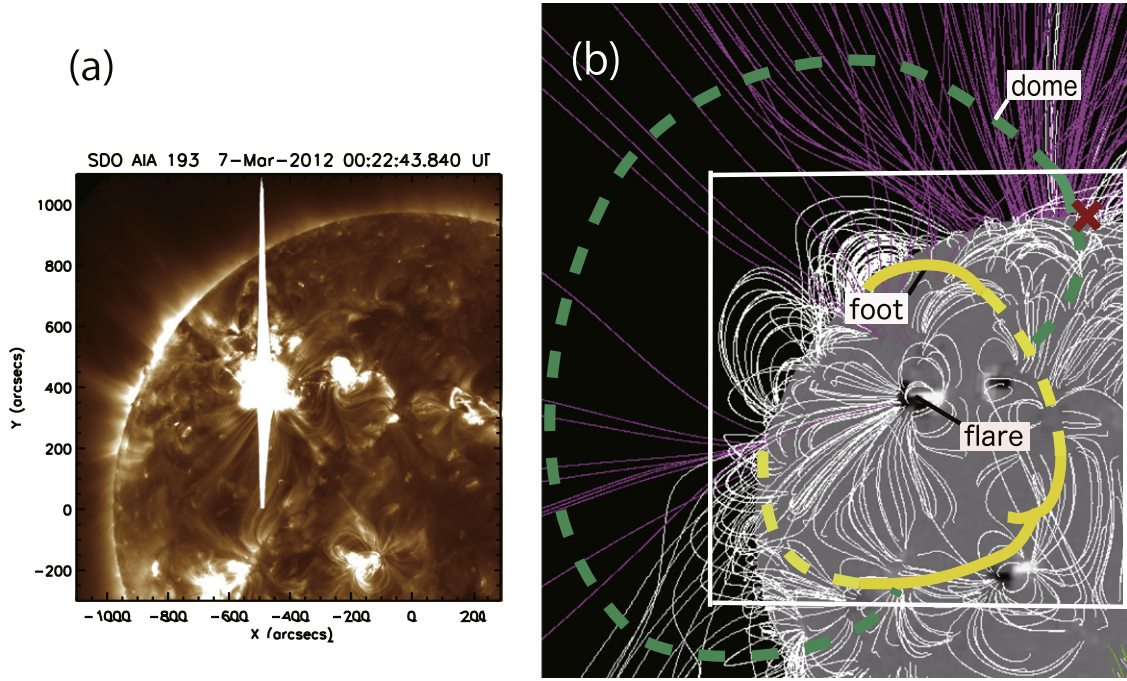 (a)
SDO AIA 193 7-Mar-2012 00:22:43.840 UT
1000
800
600
400
200
0
-200
Y (arcsecs)
-1000 -800 -600 -400 -200 0 200
X (arcsecs)
(b)
dome
foot
flare